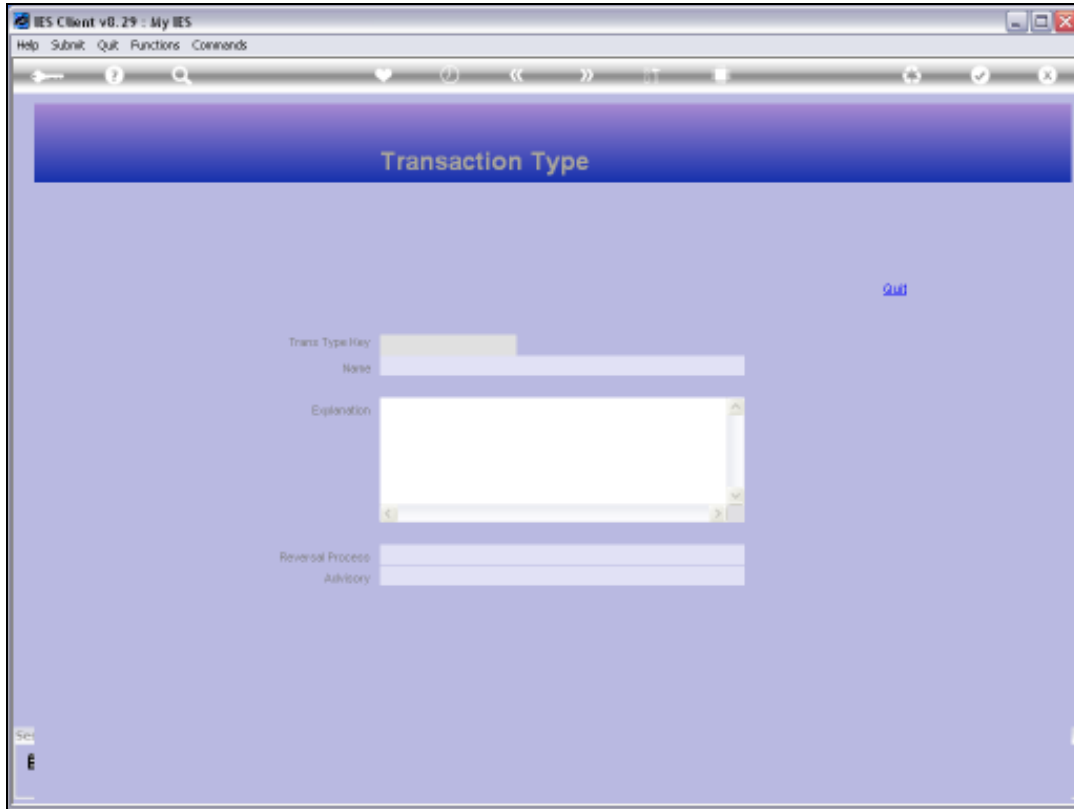 IES Client v8.29 : My IES
Help Submit Quit Functions Commands
Transaction Type
Quit
Trans Type Key
Name
Explanation
Reversal Process
Advisory